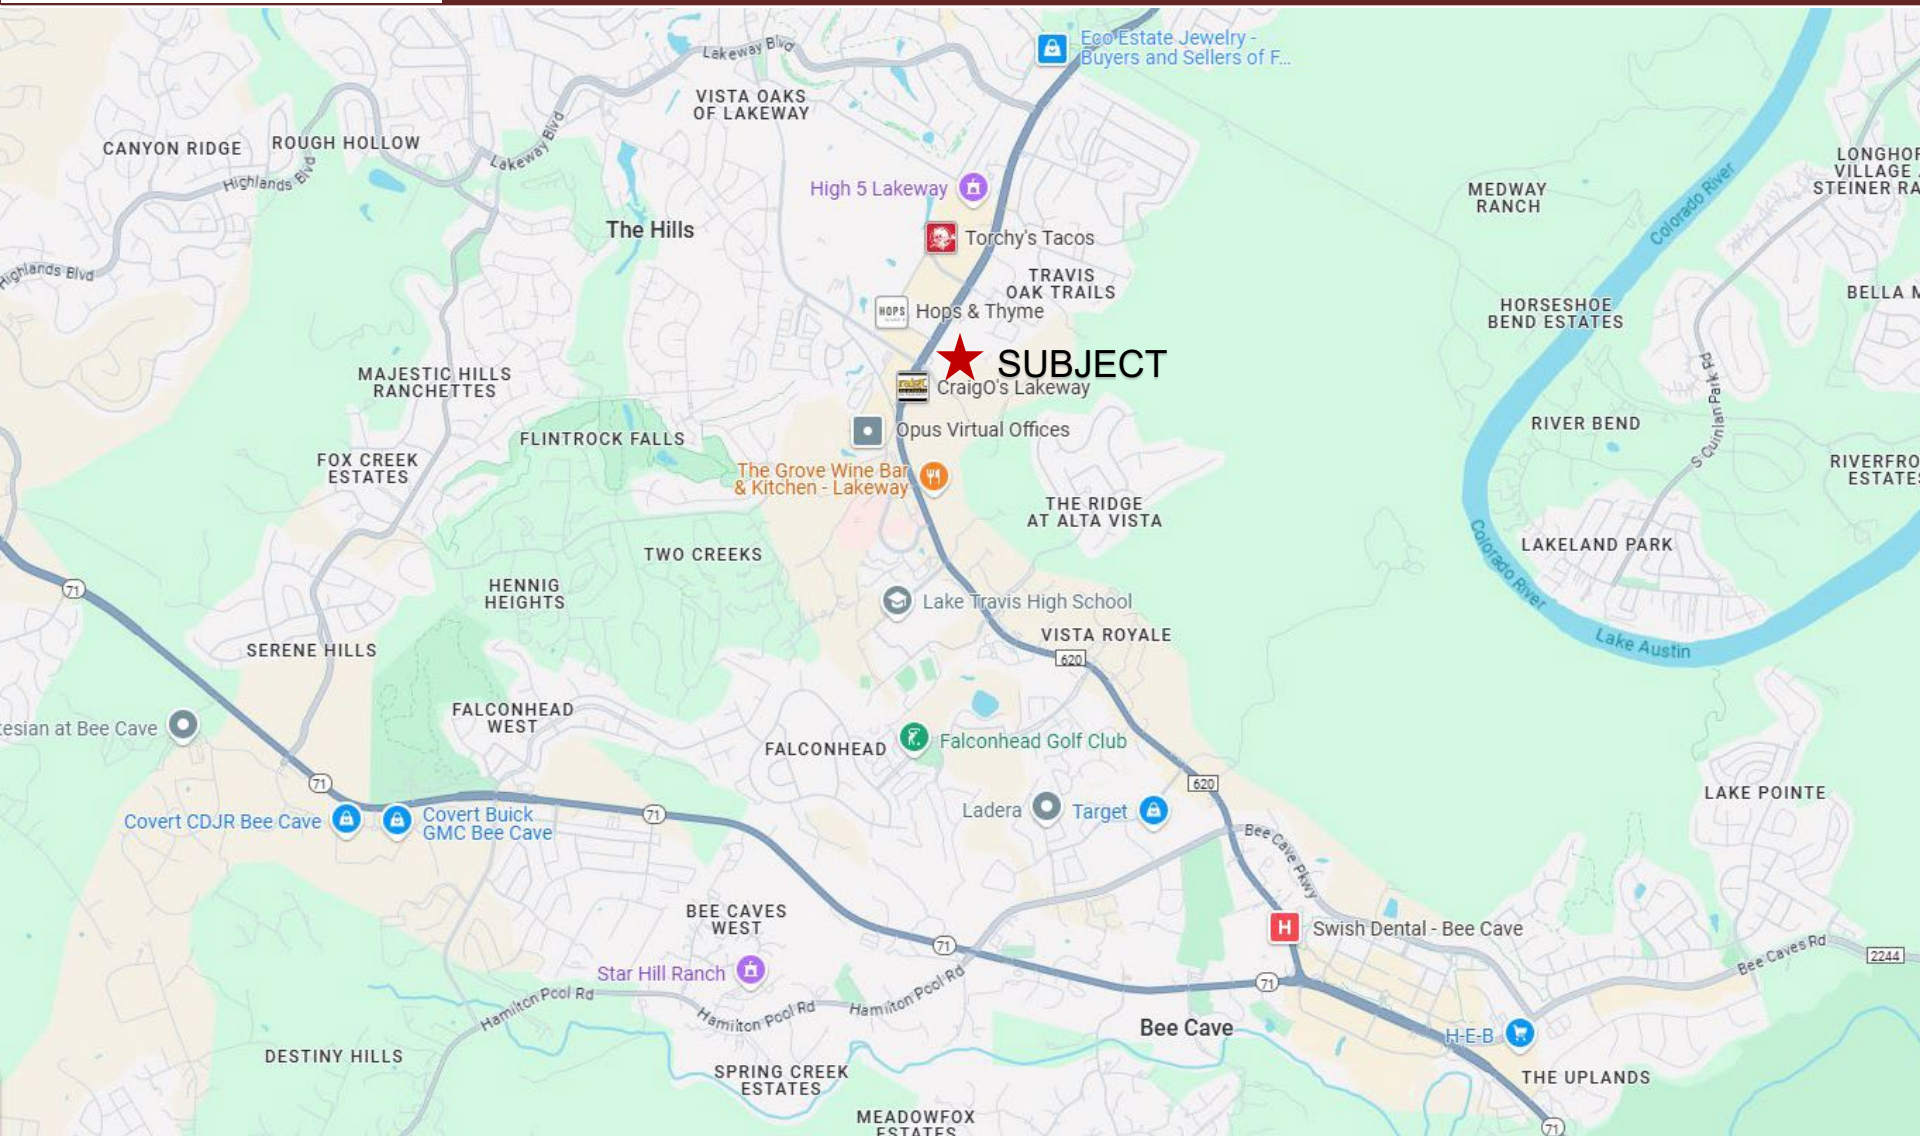 Eco Estate Jewelry -
Buyers and Sellers of F...
Lakeway Blvd
VISTA OAKS
OF LAKEWAY
CANYON RIDGE
ROUGH HOLLOW
Lakeway Blvd
Highlands Blvd
High 5 Lakeway
MEDWAY
RANCH
Colorado River
VILLAGE
The Hills
Torchy's Tacos
Highlands Blvd
TRAVIS
OAK TRAILS
HOPS
Hops & Thyme
HORSESHOE
BEND ESTATES
BELLA
SUBJECT
CraigO's Lakeway
MAJESTIC HILLS
RANCHETTES
S Quinlan Park Rd
RIVER BEND
Opus Virtual Offices
FLINTROCK FALLS
FOX CREEK
ESTATES
The Grove Wine Bar
& Kitchen - Lakeway
THE RIDGE
AT ALTA VISTA
Colorado River
LAKELAND PARK
TWO CREEKS
71
HENNIG
HEIGHTS
Lake Travis High School
VISTA ROYALE
620
Lake Austin
SERENE HILLS
FALCONHEAD
WEST
esian at Bee Cave
FALCONHEAD
Falconhead Golf Club
71
620
LAKE POINTE
Covert CDJR Bee Cave
Covert Buick
GMC Bee Cave
71
Ladera
Target
Bee Cave Pkwy
BEE CAVES
WEST
H
Swish Dental - Bee Cave
71
Bee Caves Rd
2244
Star Hill Ranch
Hamilton Pool Rd
Hamilton Pool Rd
Hamilton Pool Rd
71
Bee Cave
H-E-B
DESTINY HILLS
SPRING CREEK
ESTATES
THE UPLANDS
MEADOWFOX
ESTATES
71